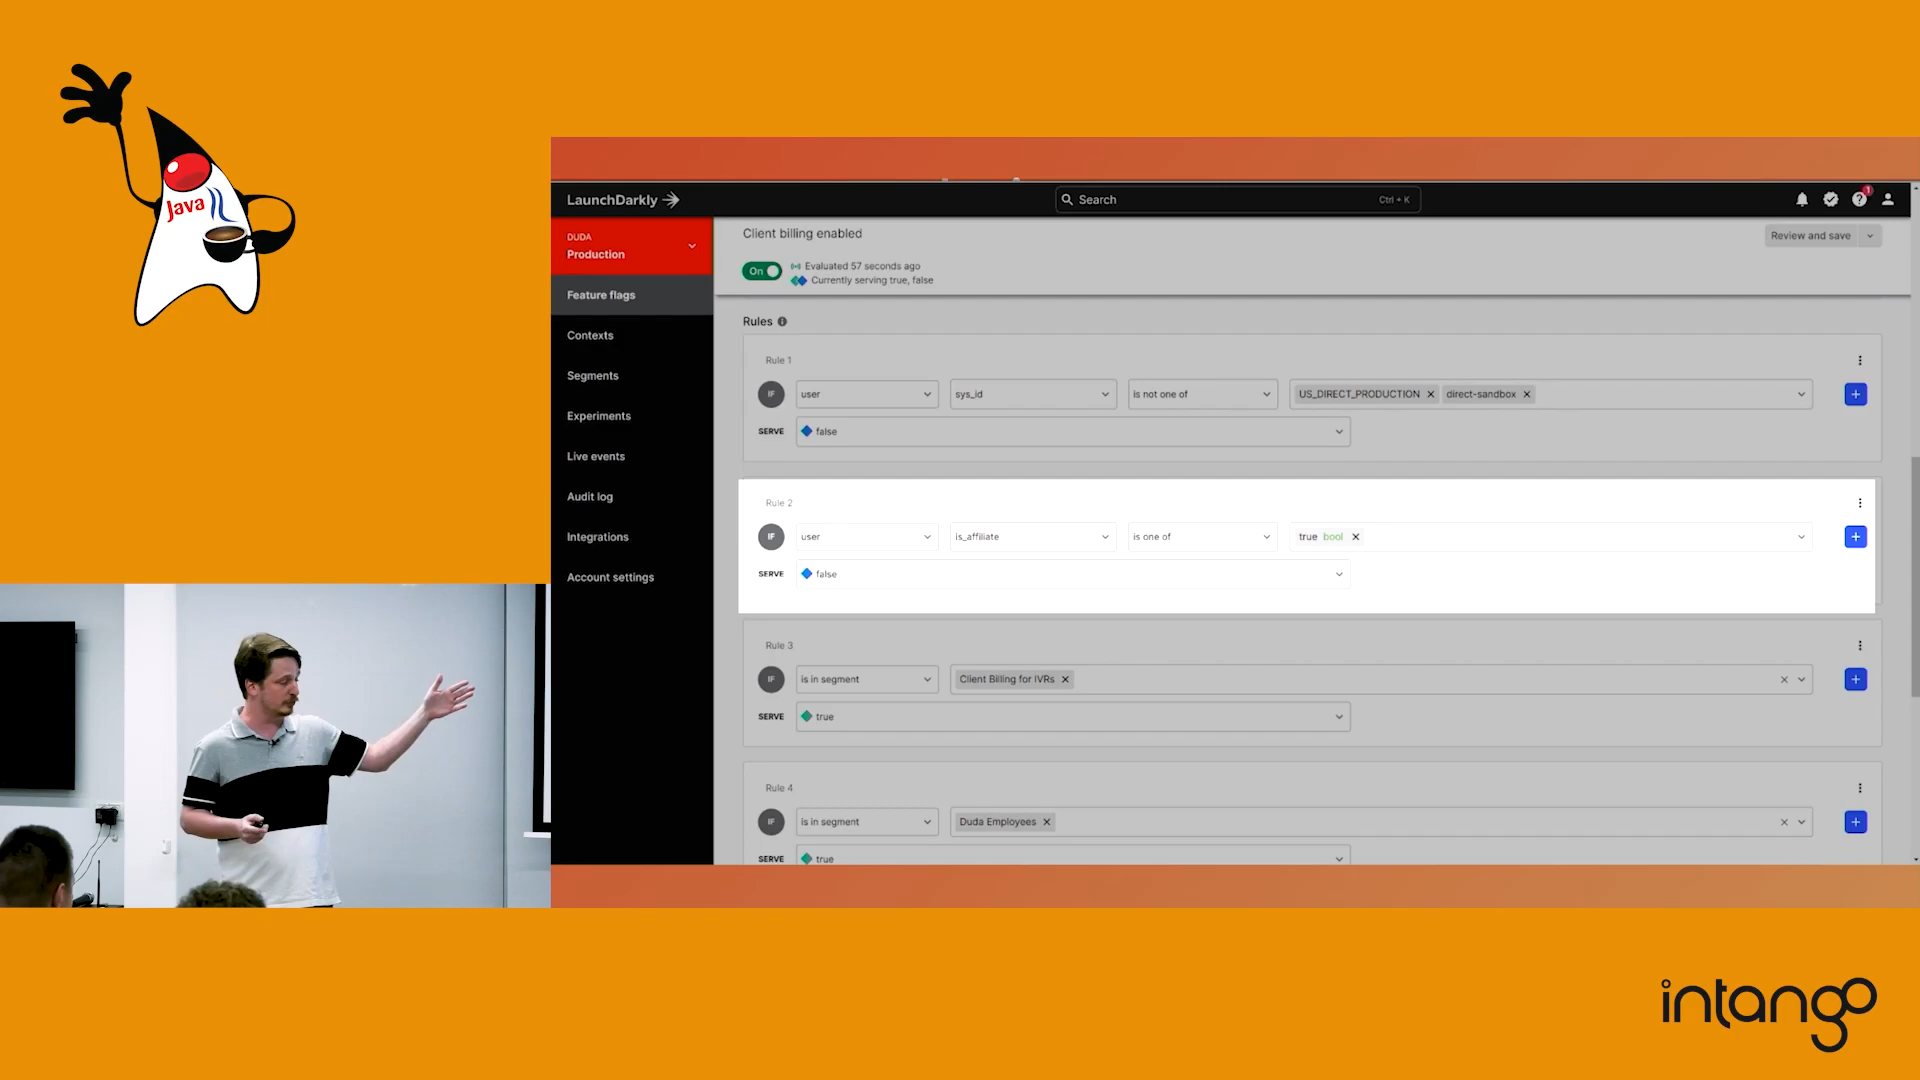 Java
LaunchDarkly
Search
Ctrl + K
1
DUDA
Production
Feature flags
Contexts
Segments
Experiments
Live events
Audit log
Integrations
Account settings
Client billing enabled
Review and save
On
Evaluated 57 seconds ago
Currently serving true, false
Rules
Rule 1
IF user sys_id is not one of US_DIRECT_PRODUCTION direct-sandbox
SERVE false
Rule 2
IF user is_affiliate is one of true bool
SERVE false
Rule 3
IF is in segment Client Billing for IVRs
SERVE true
Rule 4
IF is in segment Duda Employees
SERVE true
intango